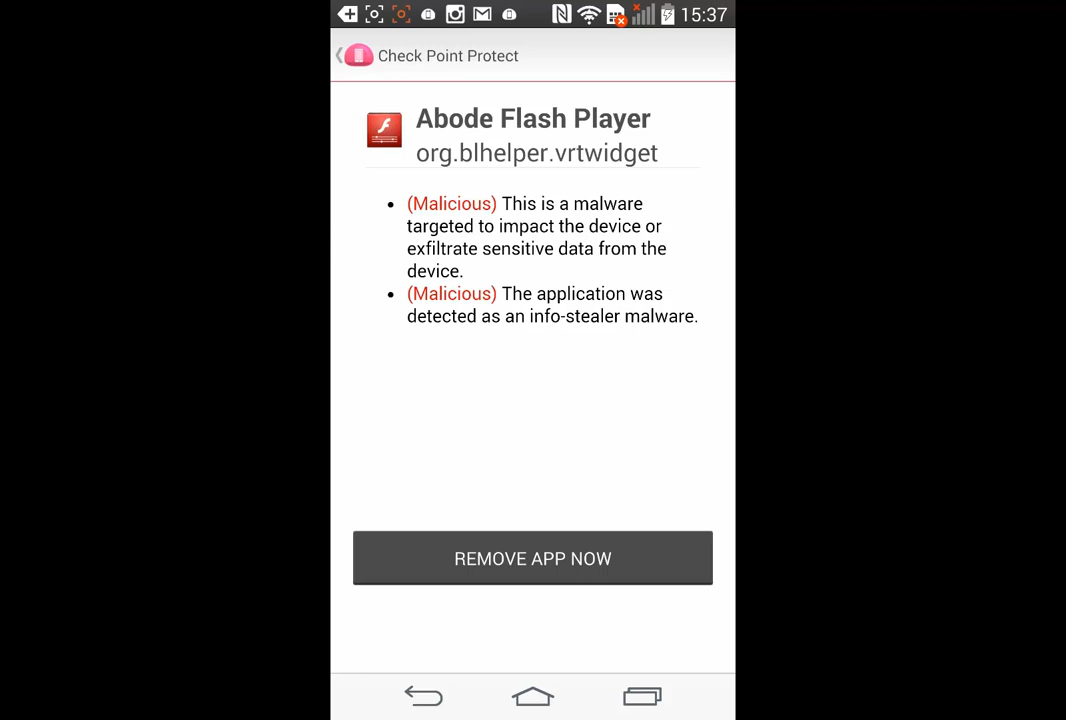 15:37
Check Point Protect
Abode Flash Player
org.blhelper.vrtwidget
(Malicious) This is a malware
targeted to impact the device or
exfiltrate sensitive data from the
device.
(Malicious) The application was
detected as an info-stealer malware.
REMOVE APP NOW